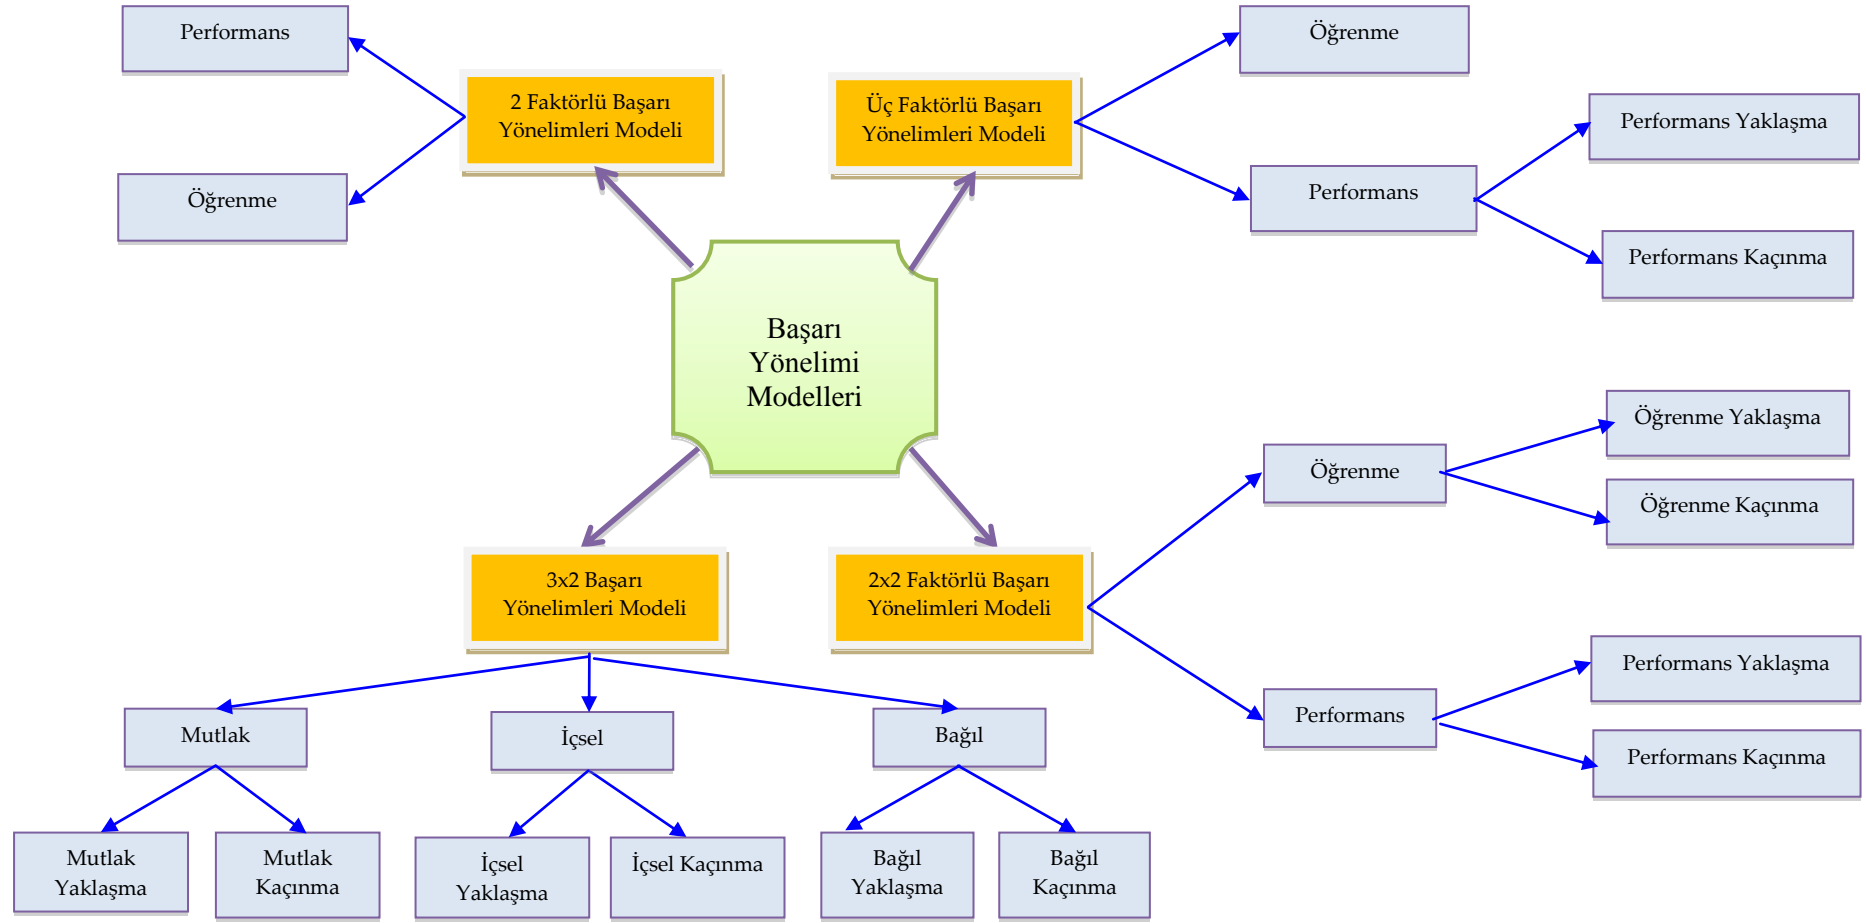 Performans
Öğrenme
2 Faktörlü Başarı
Yönelimleri Modeli
Üç Faktörlü Başarı
Yönelimleri Modeli
Öğrenme
Performans
Performans Yaklaşma
Performans Kaçınma
Başarı
Yönelimi
Modelleri
3x2 Başarı
Yönelimleri Modeli
2x2 Faktörlü Başarı
Yönelimleri Modeli
Öğrenme
Öğrenme Yaklaşma
Öğrenme Kaçınma
Performans
Performans Yaklaşma
Performans Kaçınma
Mutlak
İçsel
Bağıl
Mutlak
Yaklaşma
Mutlak
Kaçınma
İçsel
Yaklaşma
İçsel Kaçınma
Bağıl
Yaklaşma
Bağıl
Kaçınma